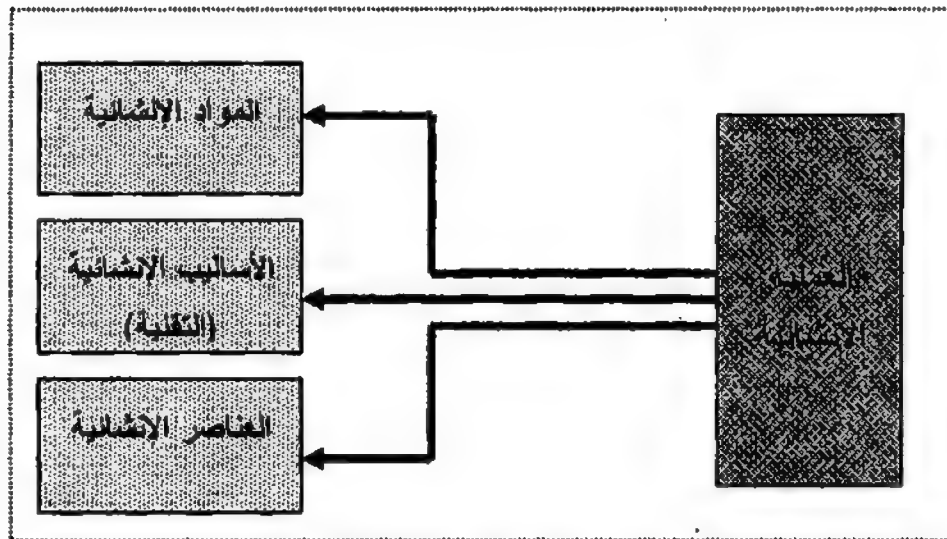 العملية
الإنشائية
المواد الإنشائية
الأساليب الإنشائية
(التقنية)
العناصر الإنشائية